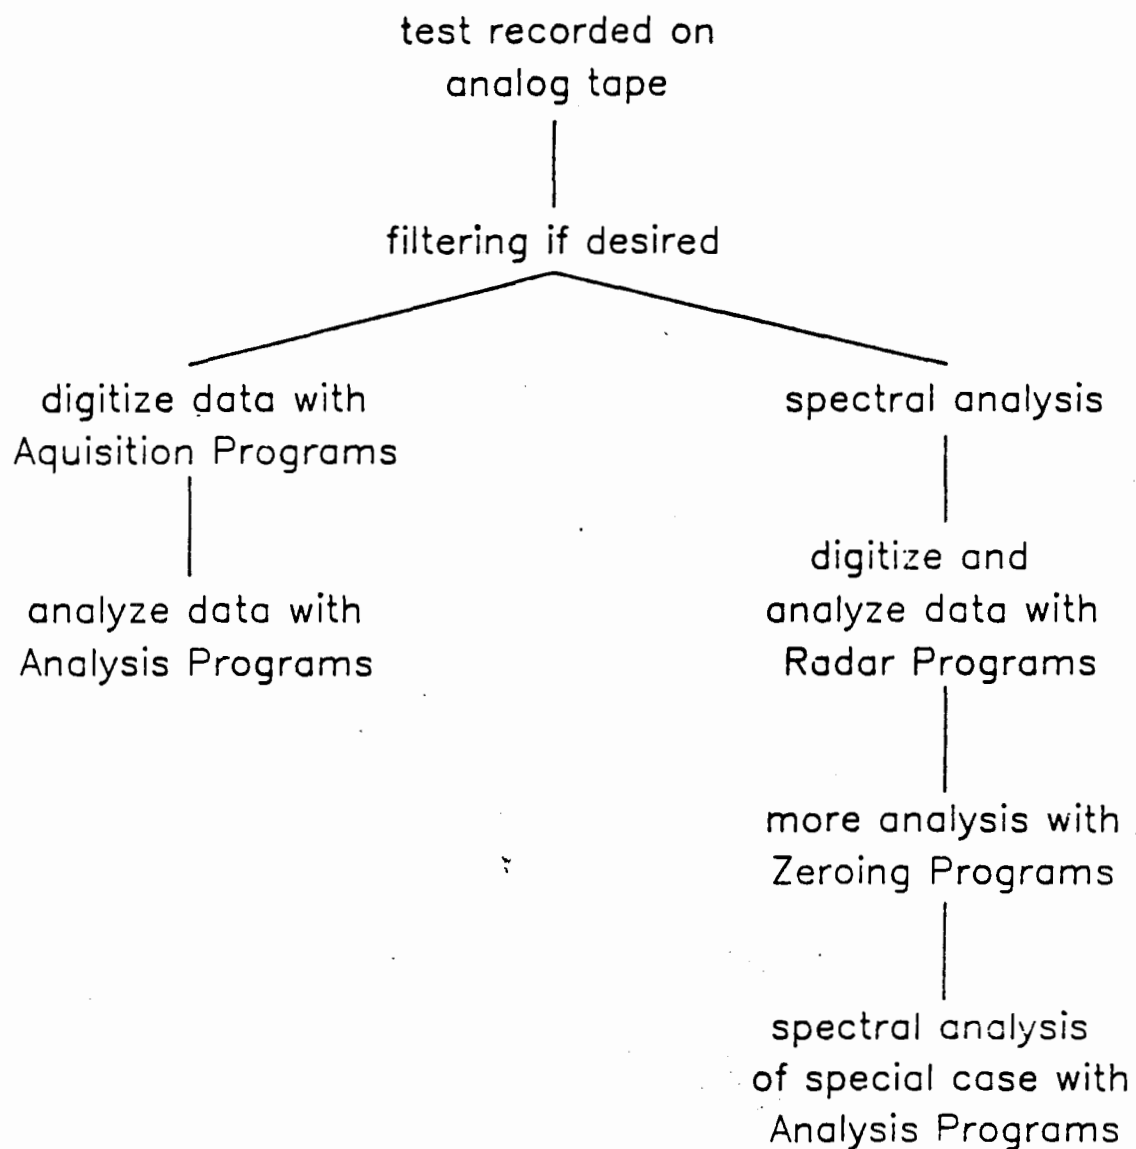 test recorded on
analog tape
filtering if desired
digitize data with
Aquisition Programs
analyze data with
Analysis Programs
spectral analysis
digitize and
analyze data with
Radar Programs
more analysis with
Zeroing Programs
spectral analysis
of special case with
Analysis Programs